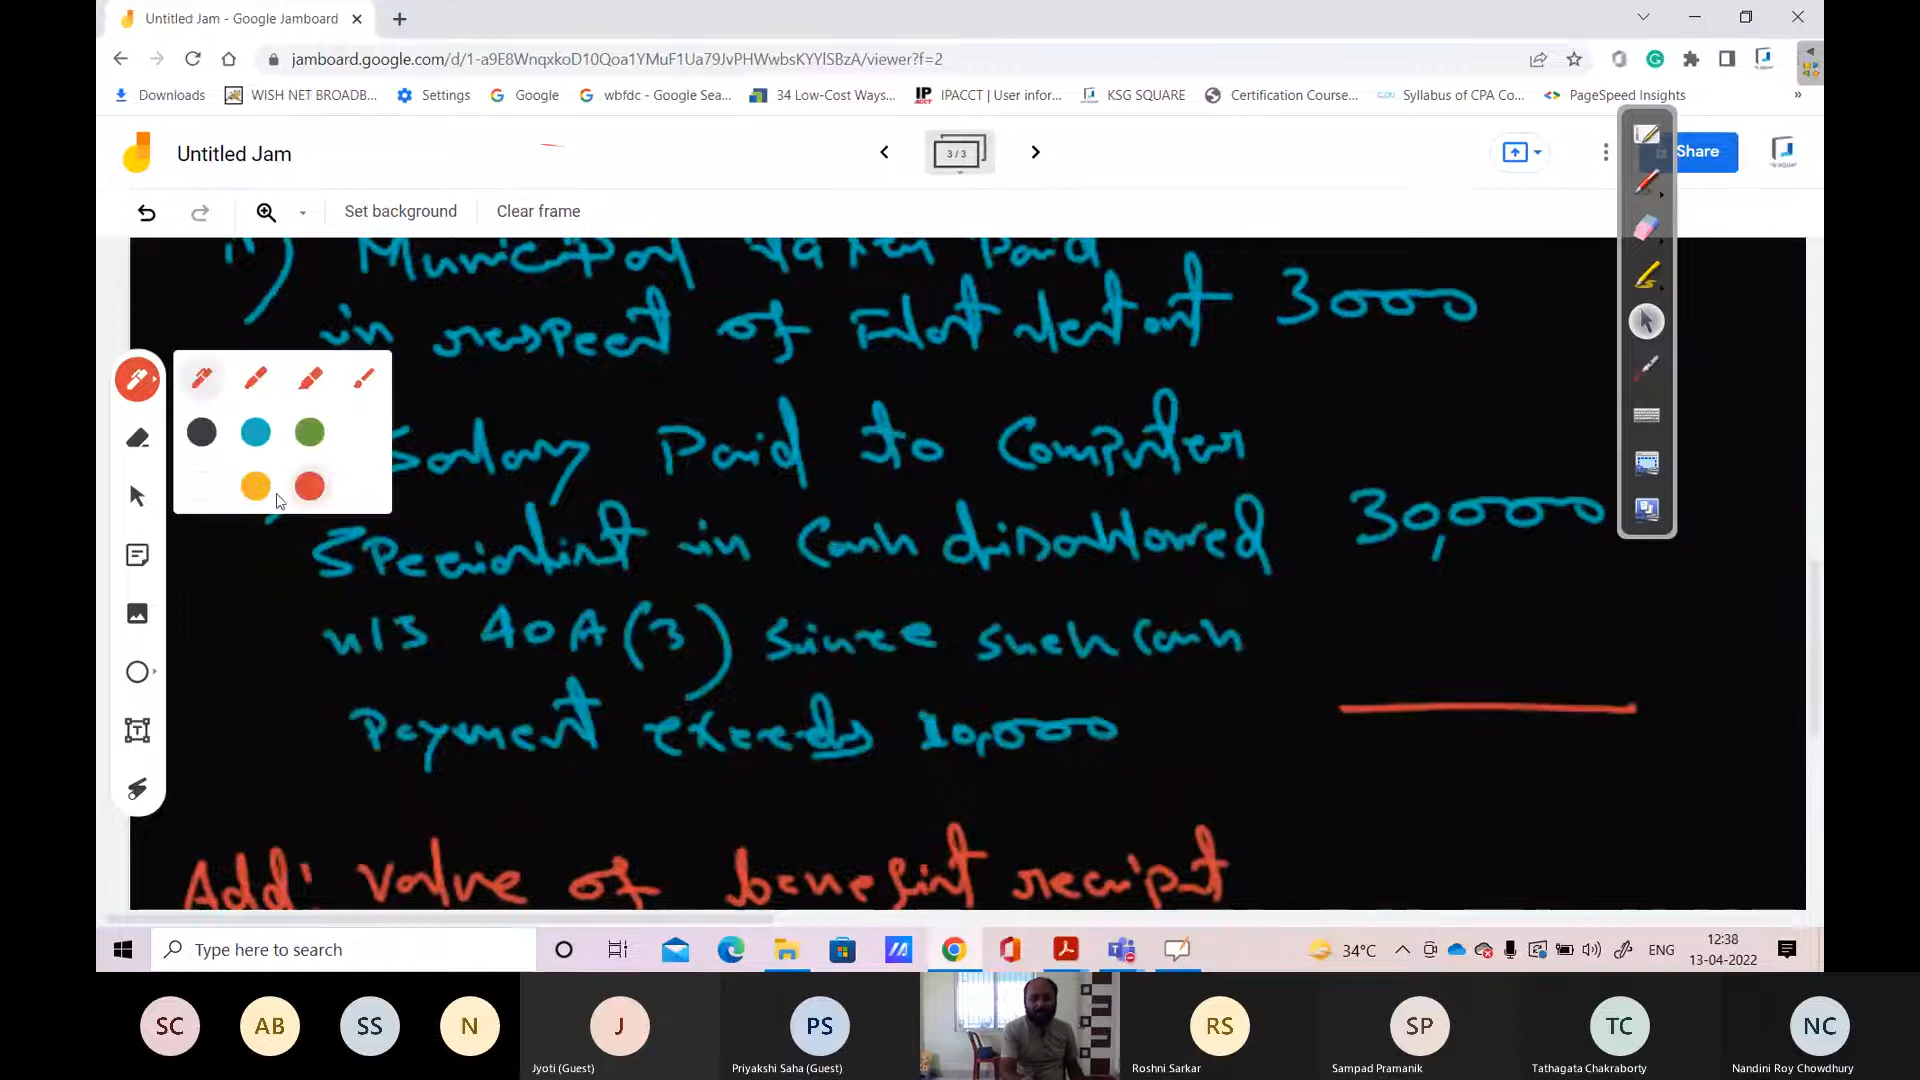 Untitled Jam - Google Jamboard
jamboard.google.com/d/1-a9E8WnqxkoD10Qoa1YMuF1Ua79JvPHWwbsKYYlSBzA/viewer?f=2
Downloads WISH NET BROADB... Settings Google wbfdc - Google Sea... 34 Low-Cost Ways... IPACCT | User infor... KSG SQUARE Certification Course... Syllabus of CPA Co... PageSpeed Insights
Untitled Jam 3 / 3 Share
Set background Clear frame
Municipal Taxes Paid
in respect of Flat let out 3000
Salary Paid to Computer
Specialist in Cash disallowed 30,000
u/s 40A(3) since such Cash
Payment exceeds 10,000
Add: Value of benefit receipt
Type here to search 34°C ENG 12:38
13-04-2022
SC AB SS N J PS RS SP TC NC
Jyoti (Guest) Priyakshi Saha (Guest) Roshni Sarkar Sampad Pramanik Tathagata Chakraborty Nandini Roy Chowdhury